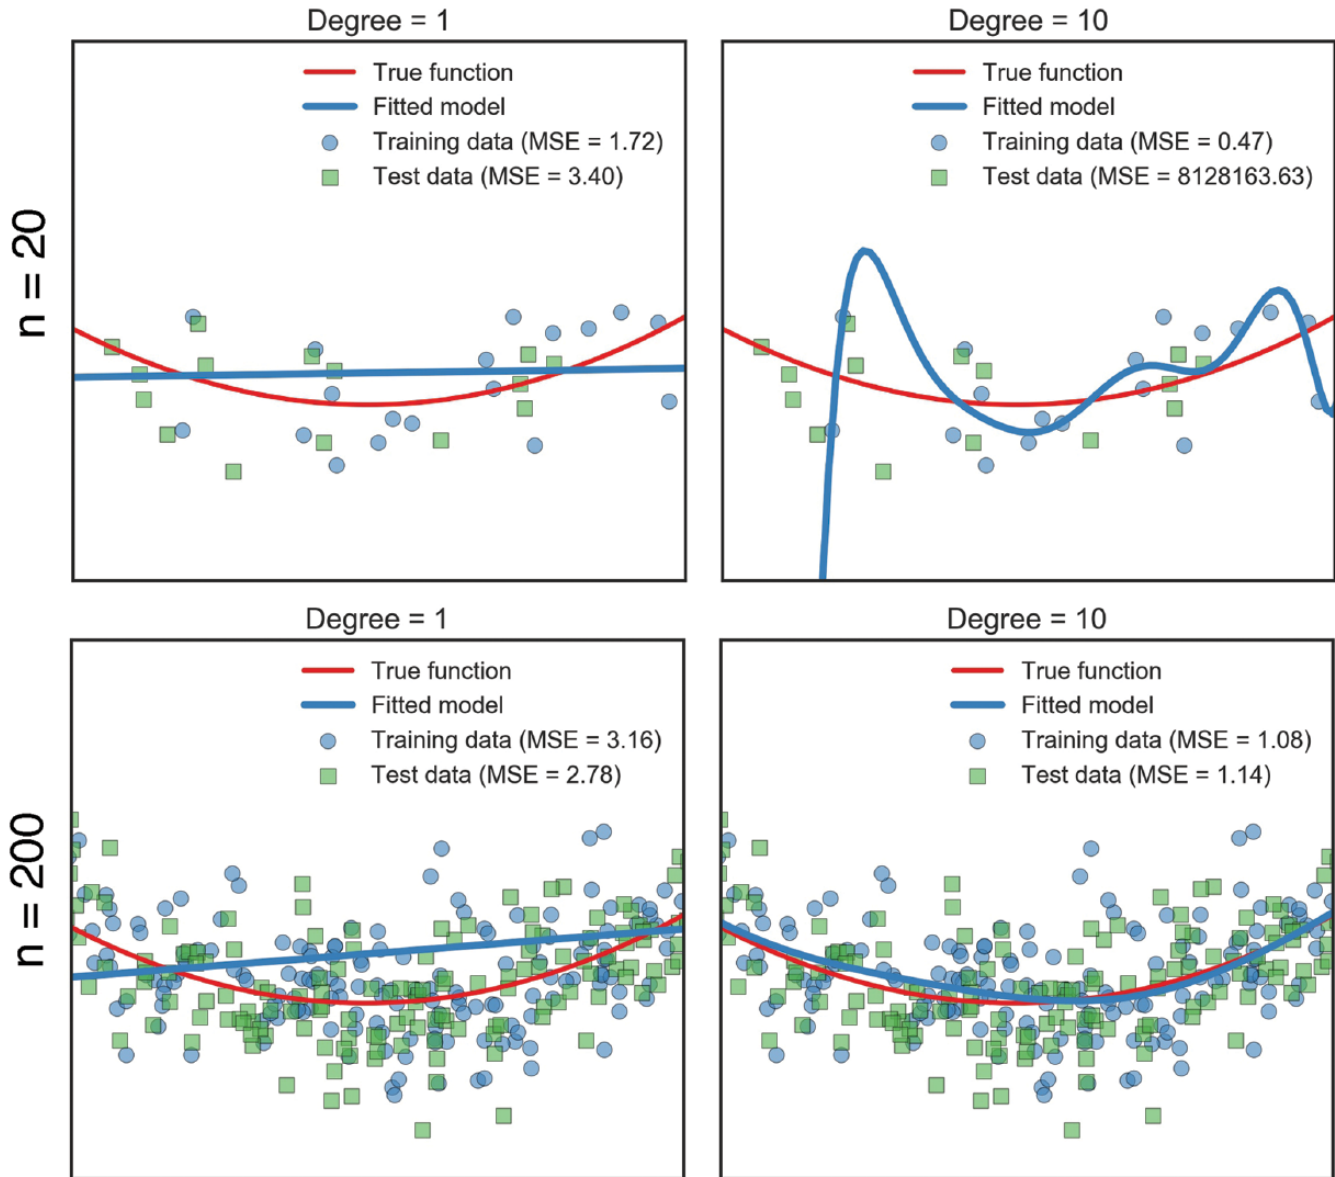 Degree = 1
True function
Fitted model
Training data (MSE = 1.72)
Test data (MSE = 3.40)
Degree = 10
True function
Fitted model
Training data (MSE = 0.47)
Test data (MSE = 8128163.63)
n = 20
Degree = 1
True function
Fitted model
Training data (MSE = 3.16)
Test data (MSE = 2.78)
Degree = 10
True function
Fitted model
Training data (MSE = 1.08)
Test data (MSE = 1.14)
n = 200